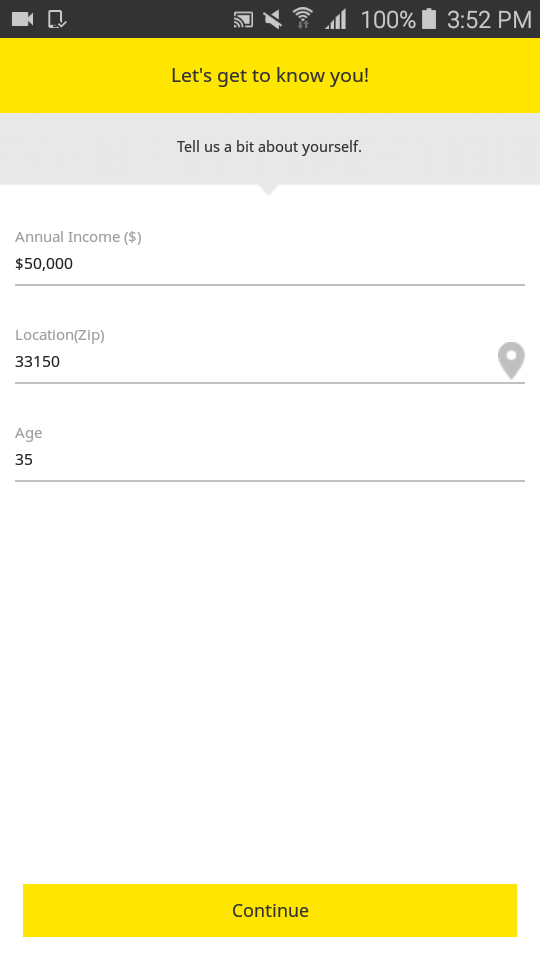 100% 3:52 PM
Let's get to know you!
Tell us a bit about yourself.
Annual Income ($)
$50,000
Location(Zip)
33150
Age
35
Continue